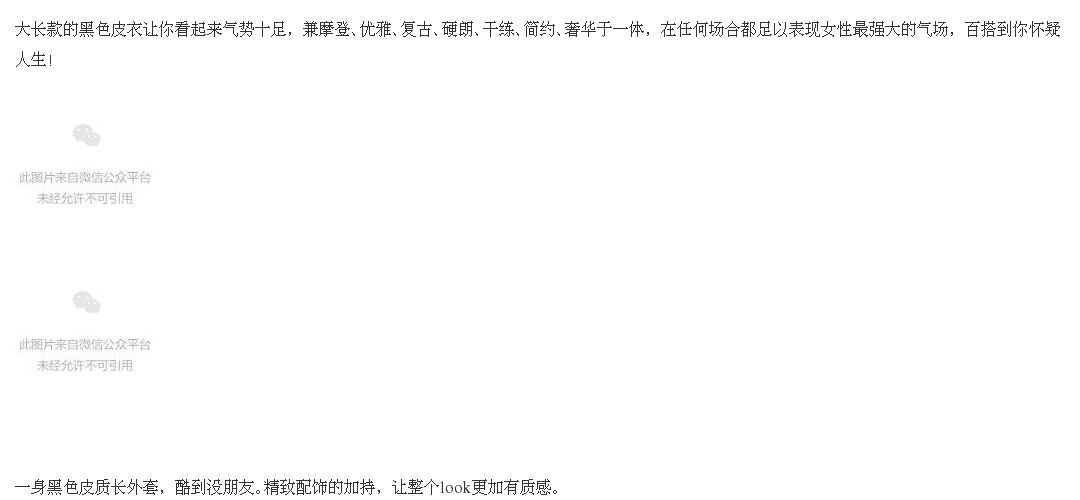 大长款的黑色皮衣让你看起来气势十足，兼摩登、优雅、复古、硬朗、干练、简约、奢华于一体，在任何场合都足以表现女性最强大的气场，百搭到你怀疑
人生！
此图片来自微信公众平台
未经允许不可引用
此图片来自微信公众平台
未经允许不可引用
一身黑色皮质长外套，酷到没朋友。精致配饰的加持，让整个look更加有质感。